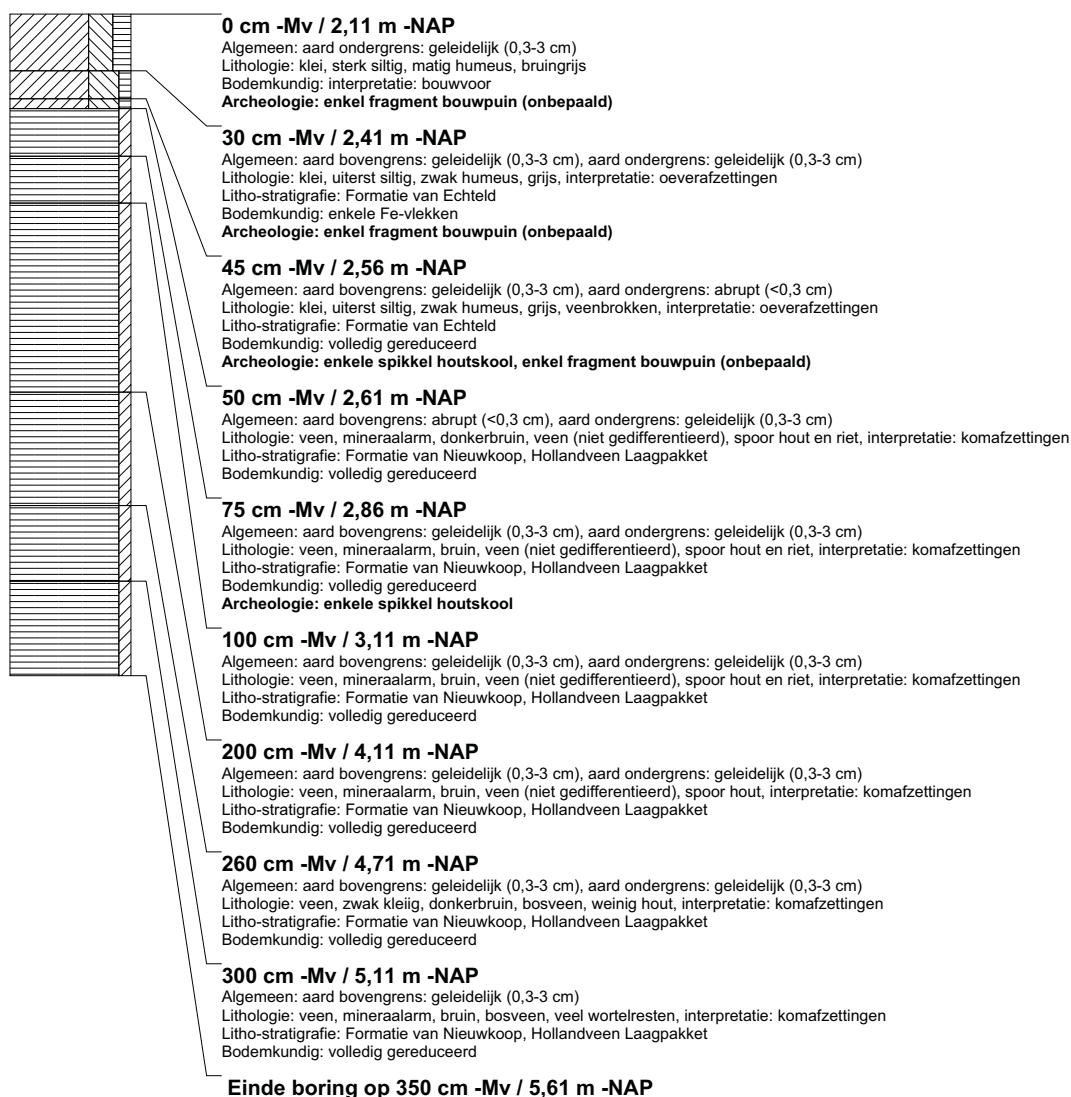 0 cm -Mv / 2,11 m -NAP
Algemeen: aard ondergrens: geleidelijk (0,3-3 cm)
Lithologie: klei, sterk siltig, matig humeus, bruingrijs
Bodemkundig: interpretatie: bouwvoor
Archeologie: enkel fragment bouwpuin (onbepaald)
30 cm -Mv / 2,41 m -NAP
Algemeen: aard bovengrens: geleidelijk (0,3-3 cm), aard ondergrens: geleidelijk (0,3-3 cm)
Lithologie: klei, uiterst siltig, zwak humeus, grijs, interpretatie: oeverafzettingen
Litho-stratigrafie: Formatie van Echteld
Bodemkundig: enkele Fe-vlekken
Archeologie: enkel fragment bouwpuin (onbepaald)
45 cm -Mv / 2,56 m -NAP
Algemeen: aard bovengrens: geleidelijk (0,3-3 cm), aard ondergrens: abrupt (<0,3 cm)
Lithologie: klei, uiterst siltig, zwak humeus, grijs, veenbrokken, interpretatie: oeverafzettingen
Litho-stratigrafie: Formatie van Echteld
Bodemkundig: volledig gereduceerd
Archeologie: enkele spikkel houtskool, enkel fragment bouwpuin (onbepaald)
50 cm -Mv / 2,61 m -NAP
Algemeen: aard bovengrens: abrupt (<0,3 cm), aard ondergrens: geleidelijk (0,3-3 cm)
Lithologie: veen, mineraalarm, donkerbruin, veen (niet gedifferentieerd), spoor hout en riet, interpretatie: komafzettingen
Litho-stratigrafie: Formatie van Nieuwkoop, Hollandveen Laagpakket
Bodemkundig: volledig gereduceerd
75 cm -Mv / 2,86 m -NAP
Algemeen: aard bovengrens: geleidelijk (0,3-3 cm), aard ondergrens: geleidelijk (0,3-3 cm)
Lithologie: veen, mineraalarm, bruin, veen (niet gedifferentieerd), spoor hout en riet, interpretatie: komafzettingen
Litho-stratigrafie: Formatie van Nieuwkoop, Hollandveen Laagpakket
Bodemkundig: volledig gereduceerd
Archeologie: enkele spikkel houtskool
100 cm -Mv / 3,11 m -NAP
Algemeen: aard bovengrens: geleidelijk (0,3-3 cm), aard ondergrens: geleidelijk (0,3-3 cm)
Lithologie: veen, mineraalarm, bruin, veen (niet gedifferentieerd), spoor hout en riet, interpretatie: komafzettingen
Litho-stratigrafie: Formatie van Nieuwkoop, Hollandveen Laagpakket
Bodemkundig: volledig gereduceerd
200 cm -Mv / 4,11 m -NAP
Algemeen: aard bovengrens: geleidelijk (0,3-3 cm), aard ondergrens: geleidelijk (0,3-3 cm)
Lithologie: veen, mineraalarm, bruin, veen (niet gedifferentieerd), spoor hout, interpretatie: komafzettingen
Litho-stratigrafie: Formatie van Nieuwkoop, Hollandveen Laagpakket
Bodemkundig: volledig gereduceerd
260 cm -Mv / 4,71 m -NAP
Algemeen: aard bovengrens: geleidelijk (0,3-3 cm), aard ondergrens: geleidelijk (0,3-3 cm)
Lithologie: veen, zwak kleiig, donkerbruin, bosveen, weinig hout, interpretatie: komafzettingen
Litho-stratigrafie: Formatie van Nieuwkoop, Hollandveen Laagpakket
Bodemkundig: volledig gereduceerd
300 cm -Mv / 5,11 m -NAP
Algemeen: aard bovengrens: geleidelijk (0,3-3 cm)
Lithologie: veen, mineraalarm, bruin, bosveen, veel wortelresten, interpretatie: komafzettingen
Litho-stratigrafie: Formatie van Nieuwkoop, Hollandveen Laagpakket
Bodemkundig: volledig gereduceerd
Einde boring op 350 cm -Mv / 5,61 m -NAP